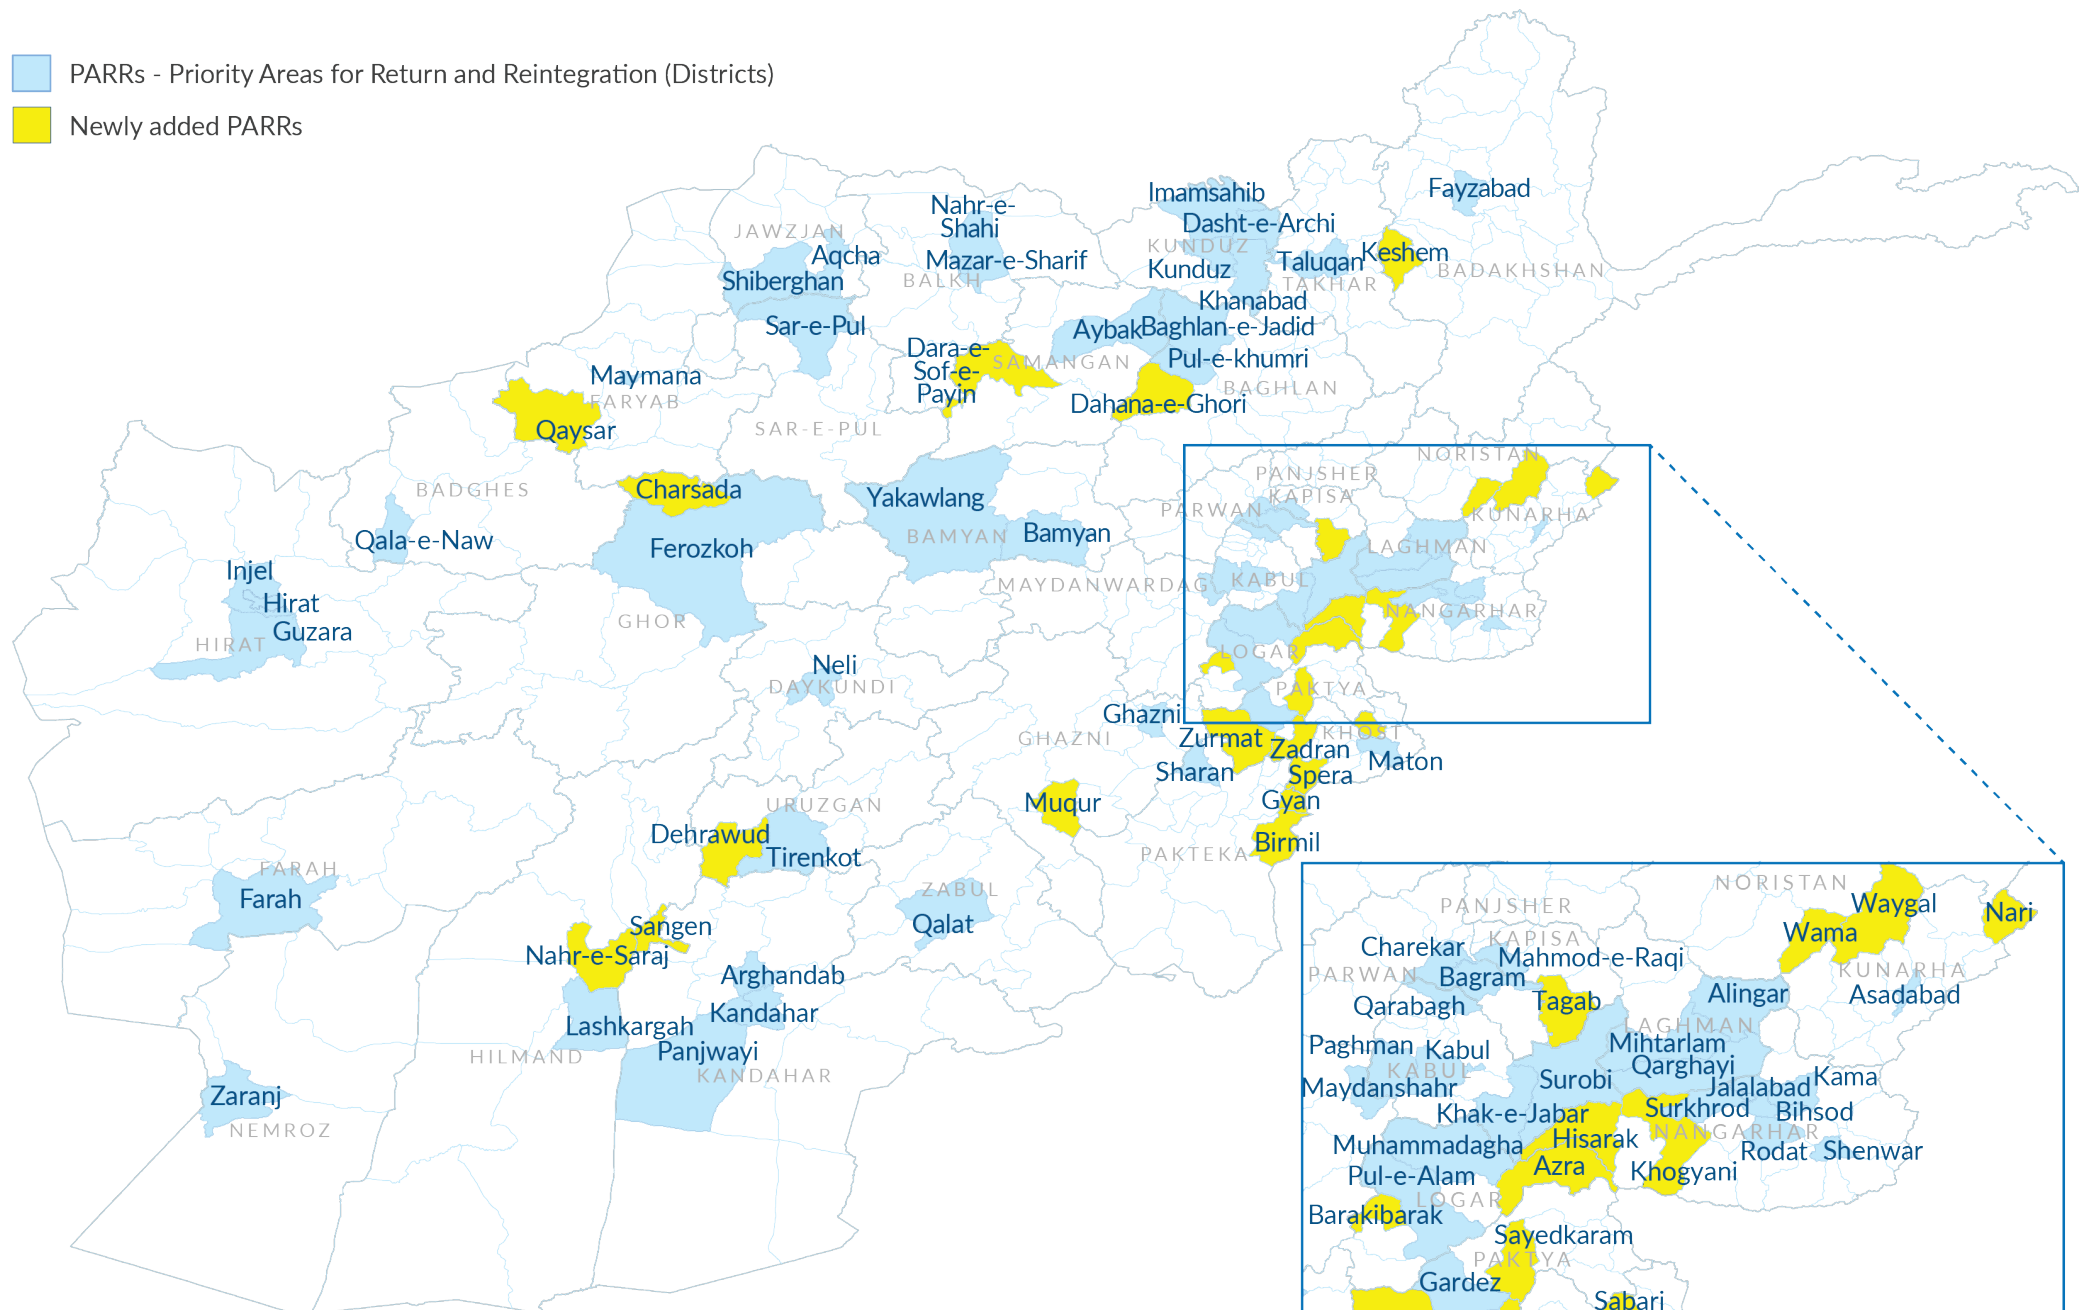 PARRs - Priority Areas for Return and Reintegration (Districts)
Newly added PARRs
Fayzabad
Imamsahib
Nahr-e-
Shahi
Dasht-e-Archi
JAWZJAN
KUNDUZ
Aqcha
Mazar-e-Sharif
Kunduz
Taluqan
Keshem
BADAKHSHAN
Shiberghan
BALKH
TAKHAR
Khanabad
Sar-e-Pul
Aybak
Baghlan-e-Jadid
Dara-e-
Sof-e-
Payin
SAMANGAN
Pul-e-khumri
Maymana
BAGHLAN
FARYAB
Dahana-e-Ghori
Qaysar
SAR-E-PUL
NORISTAN
PANJSHER
BADGHES
Charsada
Yakawlang
KAPISA
PARWAN
KUNARHA
Qala-e-Naw
Ferozkoh
BAMYAN
Bamyan
LAGHMAN
Injel
MAYDANWARDAG
KABUL
Hirat
NANGARHAR
Guzara
GHOR
HIRAT
LOGAR
Neli
DAYKUNDI
PAKTYA
Ghazni
GHAZNI
Zurmat
KHOST
Zadran
Maton
Sharan
Spera
Muqur
Gyan
URUZGAN
Dehrawud
Birmil
Tirenkot
PAKTEKA
FARAH
Farah
ZABUL
Qalat
Sangen
Nahr-e-Saraj
Arghandab
Kandahar
Lashkargah
Panjwayi
HILMAND
KANDAHAR
Zaranj
NEMROZ
NORISTAN
Waygal
PANJSHER
Nari
Wama
KAPISA
Charekar
Mahmod-e-Raqi
PARWAN
Bagram
KUNARHA
Alingar
Asadabad
Tagab
Qarabagh
LAGHMAN
Paghman
Kabul
Mihtarlam
KABUL
Qarghayi
Maydanshahr
Surobi
Jalalabad
Kama
Khak-e-Jabar
Surkhrod
Bihsod
NANGARHAR
Muhammadagha
Hisarak
Rodat
Shenwar
Pul-e-Alam
Azra
Khogyani
LOGAR
Barakibarak
Sayedkaram
PAKTYA
Gardez
Sabari